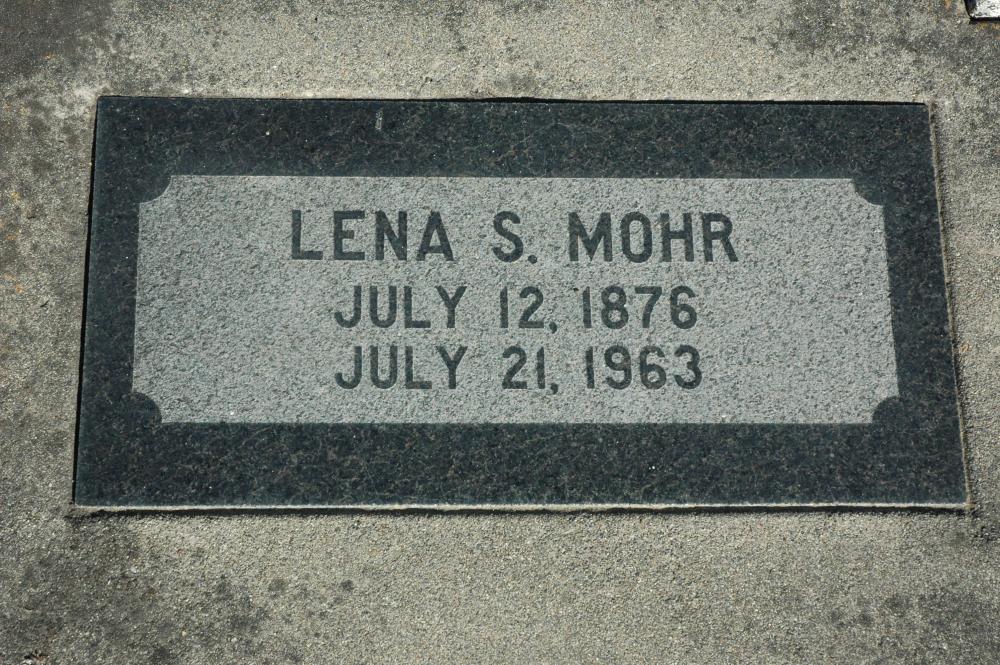 LENA S. MOHR
JULY 12, 1876
JULY 21, 1963